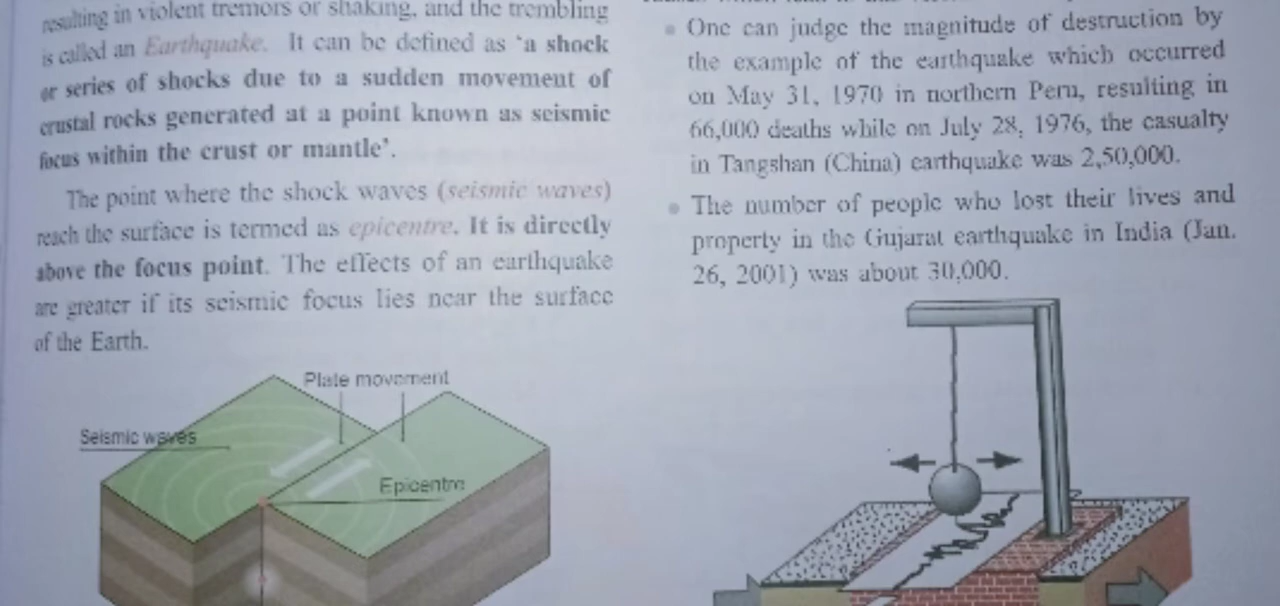 resulting in violent tremors or shaking, and the trembling
is called an Earthquake. It can be defined as 'a shock
or series of shocks due to a sudden movement of
crustal rocks generated at a point known as seismic
focus within the crust or mantle'.
The point where the shock waves (seismic waves)
reach the surface is termed as epicentre. It is directly
above the focus point. The effects of an earthquake
are greater if its seismic focus lies near the surface
of the Earth.
Plate movement
Seismic waves
Epicentre
One can judge the magnitude of destruction by
the example of the earthquake which occurred
on May 31, 1970 in northern Peru, resulting in
66,000 deaths while on July 28, 1976, the casualty
in Tangshan (China) earthquake was 2,50,000.
The number of people who lost their lives and
property in the Gujarat earthquake in India (Jan.
26, 2001) was about 30,000.